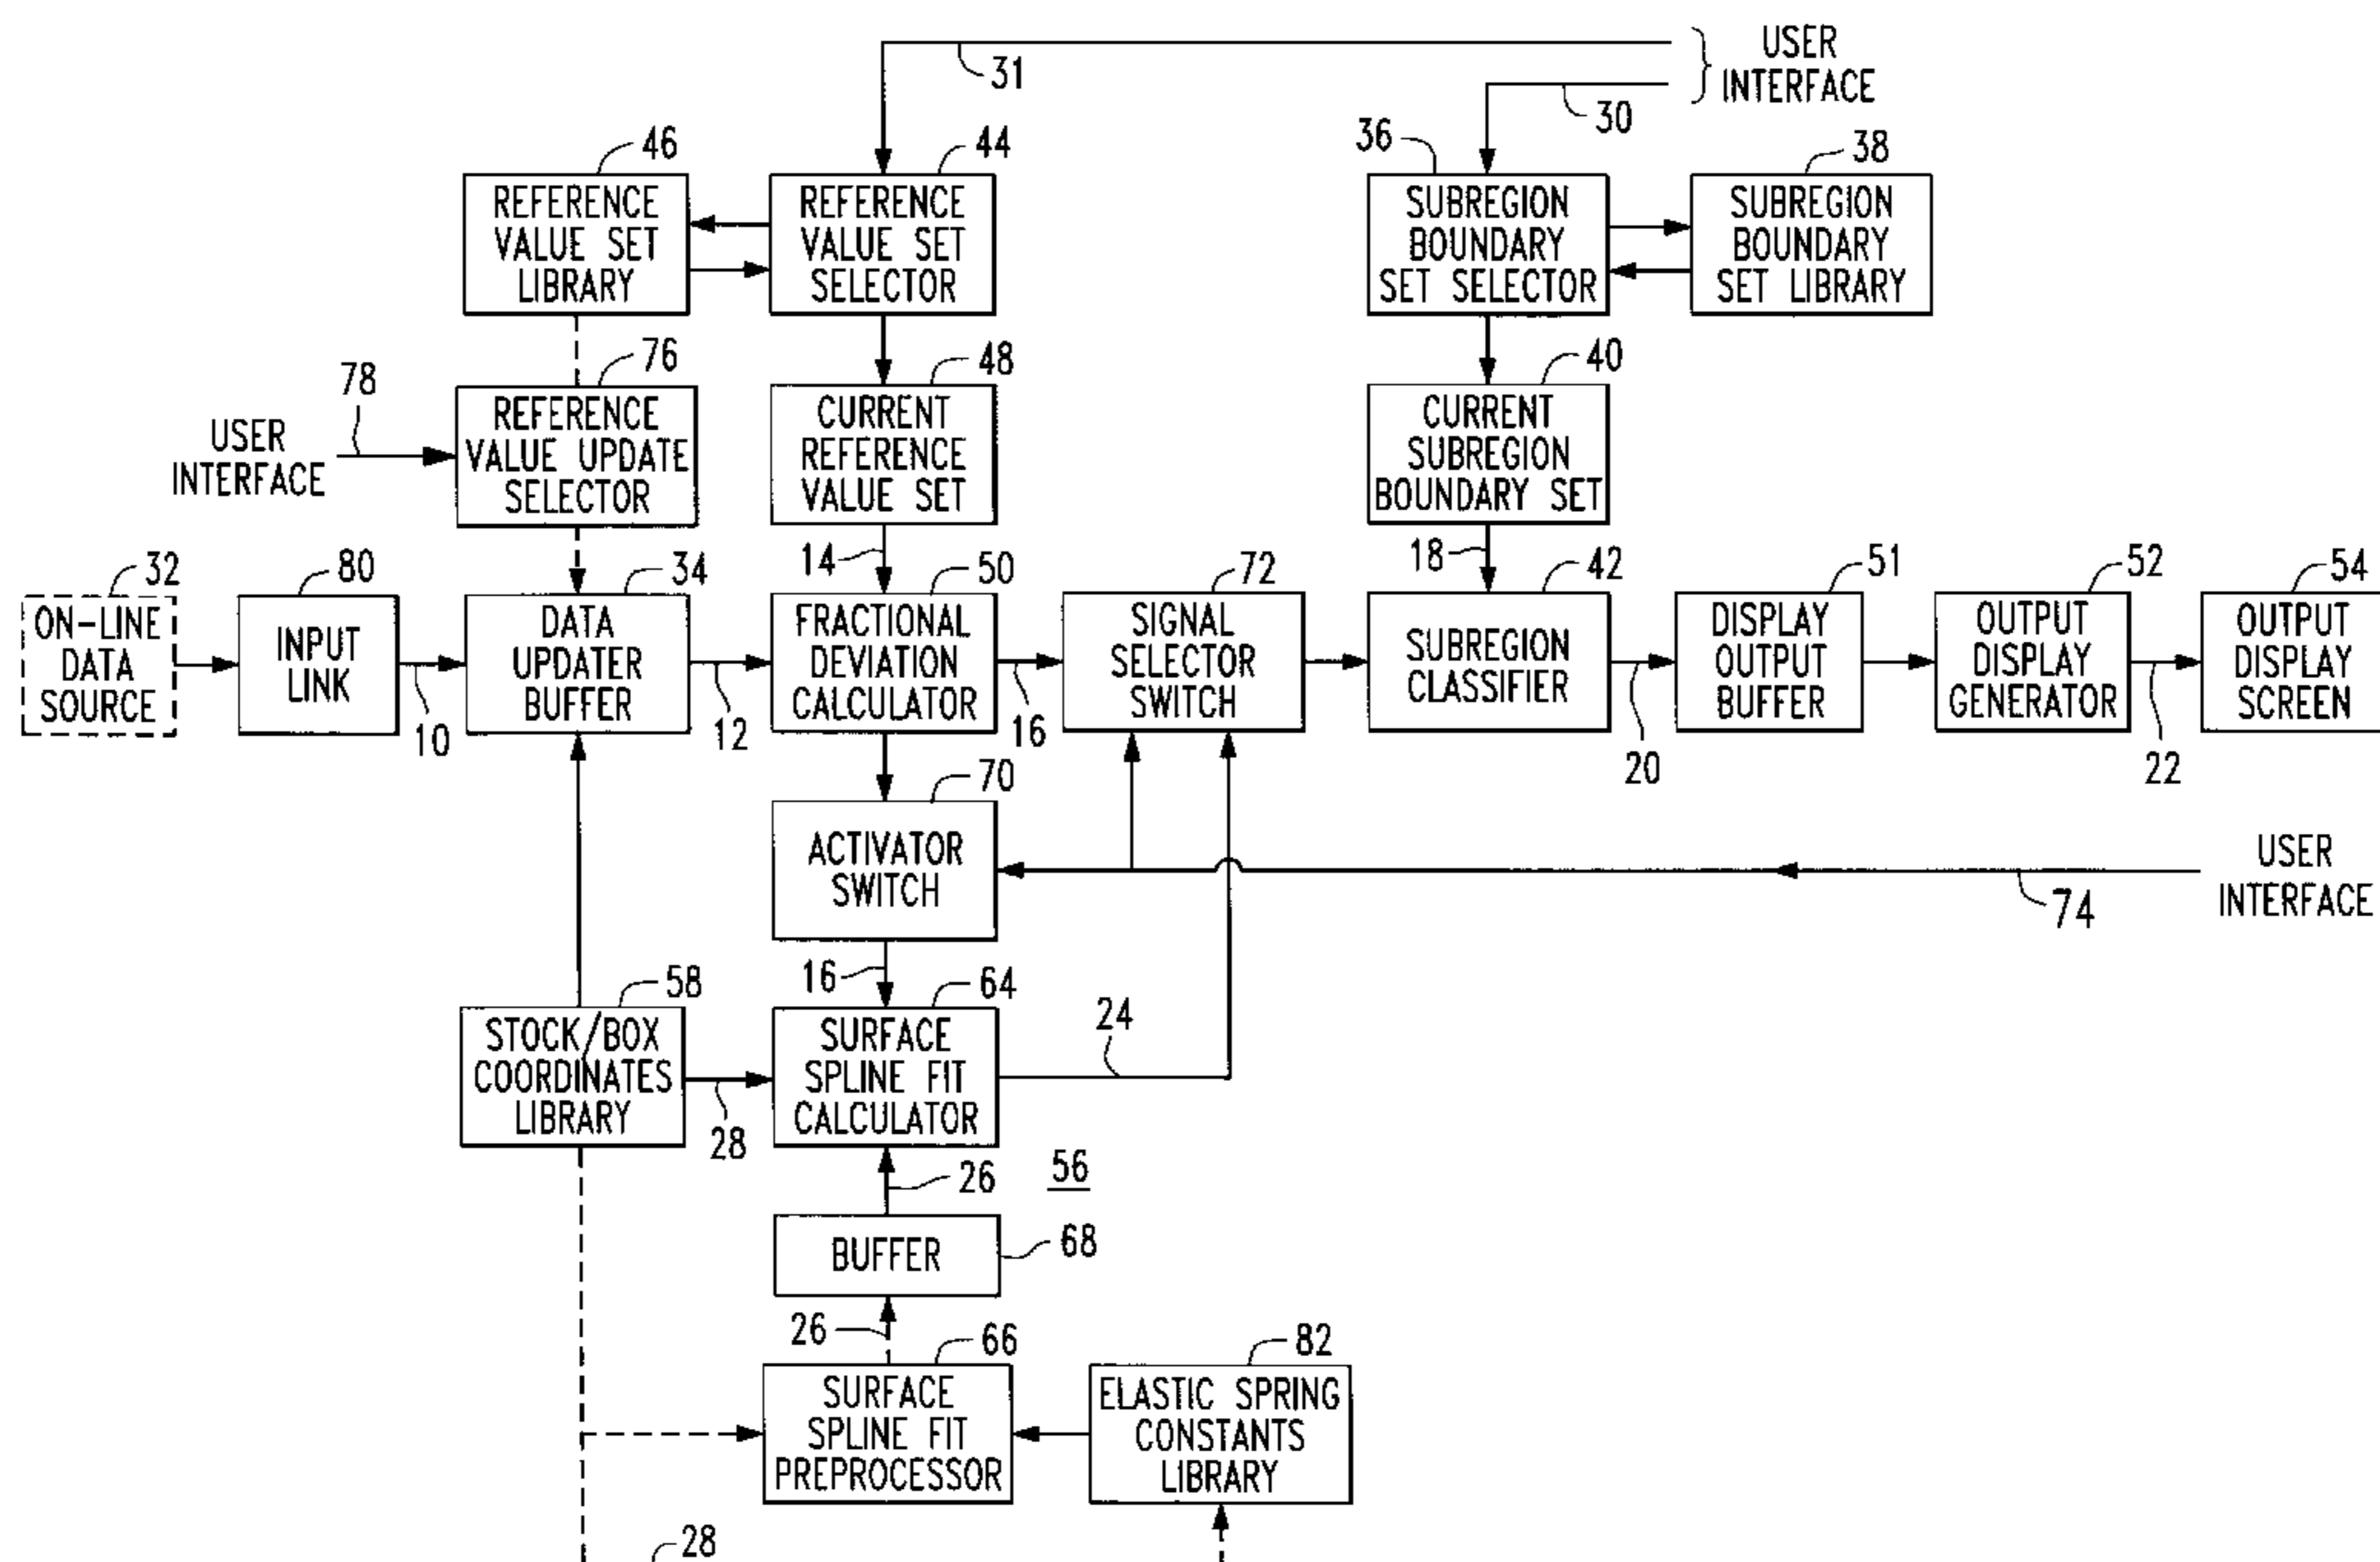 USER
INTERFACE
31
30
46
44
36
38
REFERENCE
VALUE SET
LIBRARY
REFERENCE
VALUE SET
SELECTOR
SUBREGION
BOUNDARY
SET SELECTOR
SUBREGION
BOUNDARY
SET LIBRARY
78
76
48
40
USER
INTERFACE
REFERENCE
VALUE UPDATE
SELECTOR
CURRENT
REFERENCE
VALUE SET
CURRENT
SUBREGION
BOUNDARY SET
32
80
34
14
50
72
18
42
51
52
54
ON-LINE
DATA
SOURCE
INPUT
LINK
DATA
UPDATER
BUFFER
FRACTIONAL
DEVIATION
CALCULATOR
SIGNAL
SELECTOR
SWITCH
SUBREGION
CLASSIFIER
DISPLAY
OUTPUT
BUFFER
OUTPUT
DISPLAY
GENERATOR
OUTPUT
DISPLAY
SCREEN
10
12
16
20
22
70
ACTIVATOR
SWITCH
USER
INTERFACE
74
58
16
64
24
STOCK/BOX
COORDINATES
LIBRARY
SURFACE
SPLINE FIT
CALCULATOR
28
26
56
BUFFER
68
26
66
82
SURFACE
SPLINE FIT
PREPROCESSOR
ELASTIC SPRING
CONSTANTS
LIBRARY
28